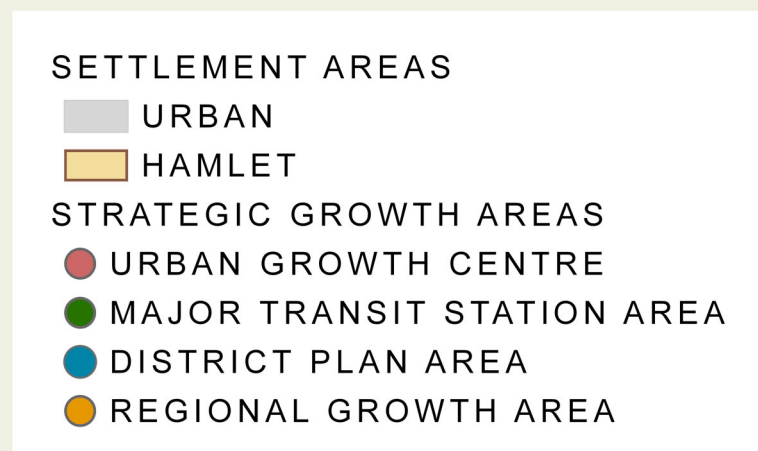 SETTLEMENT AREAS
URBAN
HAMLET
STRATEGIC GROWTH AREAS
URBAN GROWTH CENTRE
MAJOR TRANSIT STATION AREA
DISTRICT PLAN AREA
REGIONAL GROWTH AREA